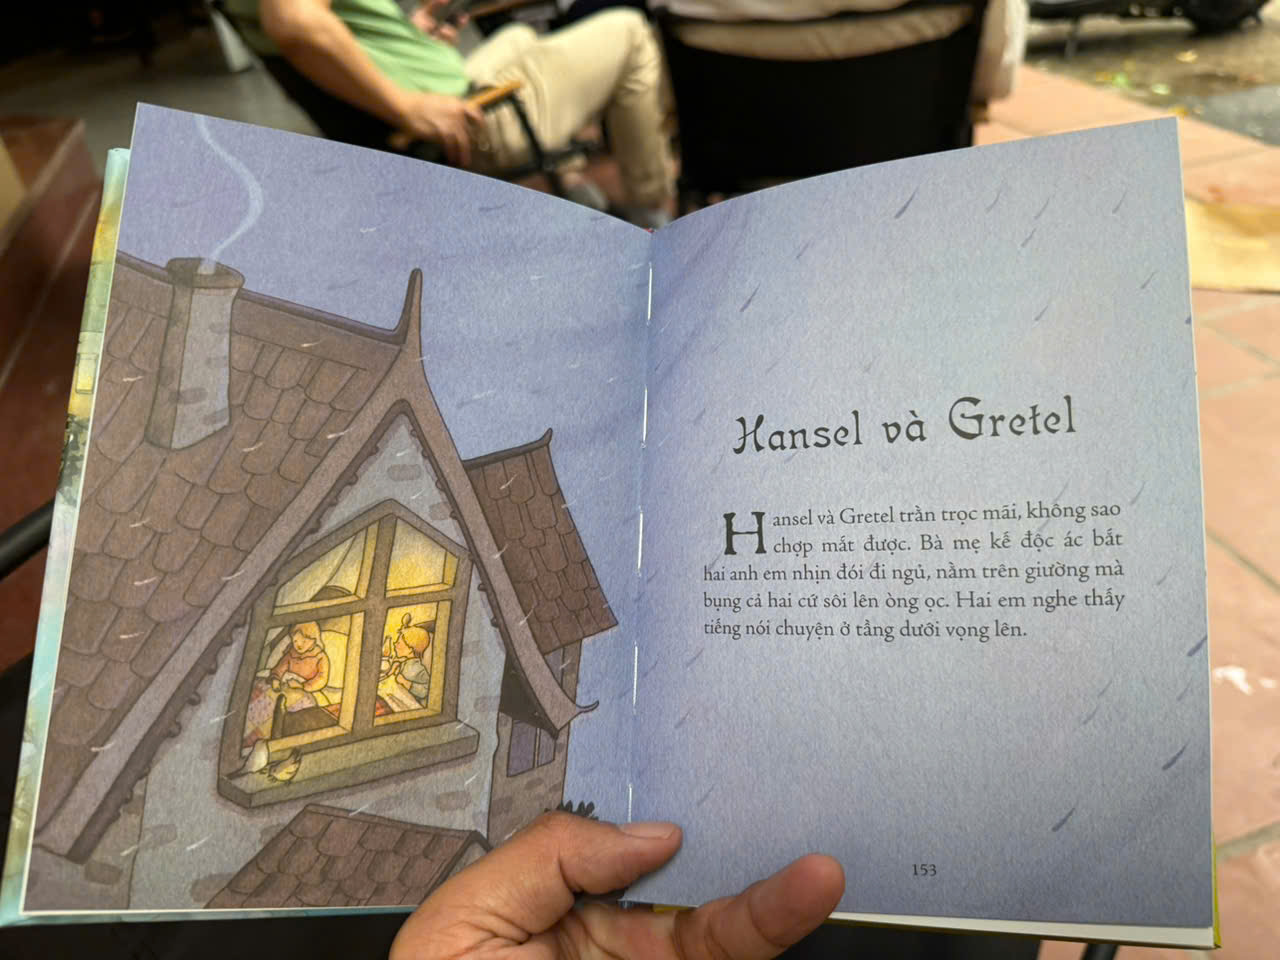 Hansel và Gretel
Hansel và Gretel trần trọc mãi, không sao
chợp mắt được. Bà mẹ kế độc ác bắt
hai anh em nhịn đói đi ngủ, nằm trên giường mà
bụng cả hai cứ sôi lên òng ọc. Hai em nghe thấy
tiếng nói chuyện ở tầng dưới vọng lên.
153